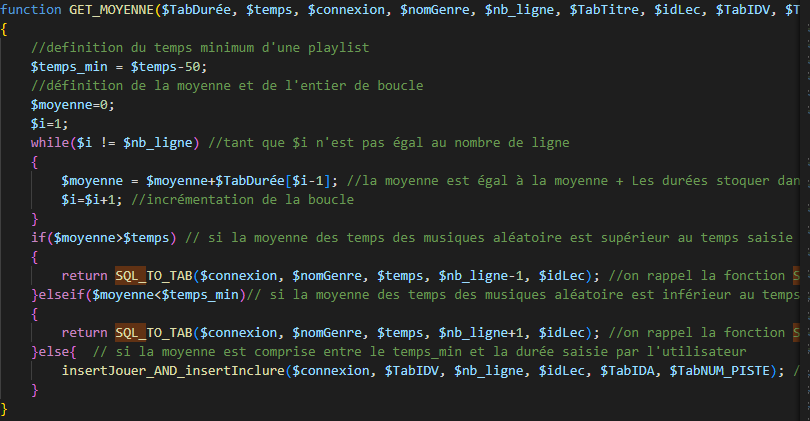 function GET_MOYENNE($TabDurée, $temps, $connexion, $nomGenre, $nb_ligne, $TabTitre, $idLec, $TabIDV, $T
{
//definition du temps minimum d'une playlist
$temps_min = $temps-50;
//définition de la moyenne et de l'entier de boucle
$moyenne=0;
$i=1;
while($i != $nb_ligne) //tant que $i n'est pas égal au nombre de ligne
{
$moyenne = $moyenne+$TabDurée[$i-1]; //la moyenne est égal à la moyenne + Les durées stoquer dan
$i=$i+1; //incrémentation de la boucle
}
if($moyenne>$temps) // si la moyenne des temps des musiques aléatoire est supérieur au temps saisie
{
return SQL_TO_TAB($connexion, $nomGenre, $temps, $nb_ligne-1, $idLec); //on rappel la fonction S
}elseif($moyenne<$temps_min)// si la moyenne des temps des musiques aléatoire est inférieur au temps
{
return SQL_TO_TAB($connexion, $nomGenre, $temps, $nb_ligne+1, $idLec); //on rappel la fonction S
}else{ // si la moyenne est comprise entre le temps_min et la durée saisie par l'utilisateur
insertJouer_AND_insertInclure($connexion, $TabIDV, $nb_ligne, $idLec, $TabIDA, $TabNUM_PISTE); /
}
}